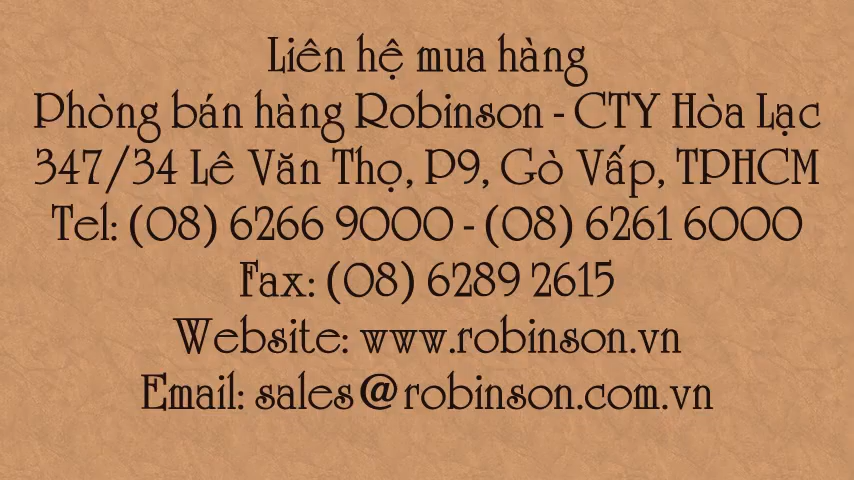 Liên hệ mua hàng
Phòng bán hàng Robinson - CTY Hòa Lạc
347/34 Lê Văn Thọ, P9, Gò Vấp, TPHCM
Tel: (08) 6266 9000 - (08) 6261 6000
Fax: (08) 6289 2615
Website: www.robinson.vn
Email: sales@robinson.com.vn